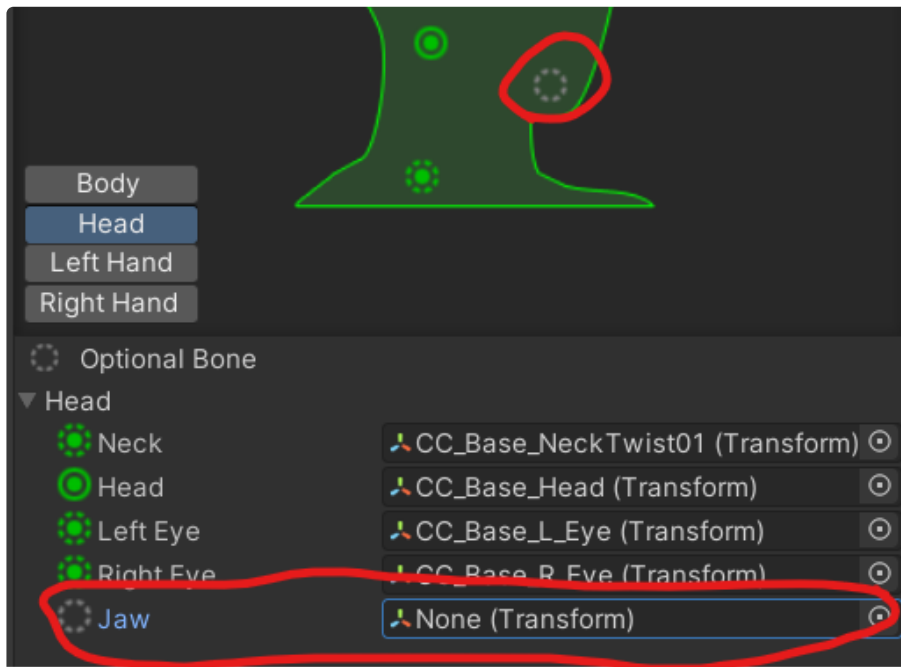 Body
Head
Left Hand
Right Hand
Optional Bone
Head
Neck CC_Base_NeckTwist01 (Transform)
Head CC_Base_Head (Transform)
Left Eye CC_Base_L_Eye (Transform)
Right Eye CC_Base_R_Eye (Transform)
Jaw None (Transform)